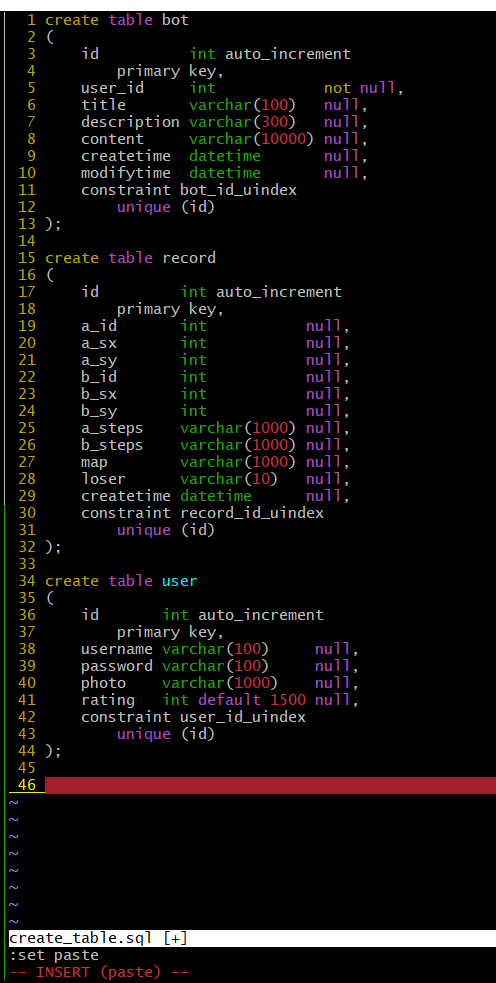 1 create table bot
2 (
3     id          int auto_increment
4         primary key,
5     user_id     int            not null,
6     title       varchar(100)   null,
7     description varchar(300)   null,
8     content     varchar(10000) null,
9     createtime  datetime       null,
10     modifytime  datetime       null,
11     constraint bot_id_uindex
12         unique (id)
13 );
14
15 create table record
16 (
17     id         int auto_increment
18         primary key,
19     a_id       int           null,
20     a_sx       int           null,
21     a_sy       int           null,
22     b_id       int           null,
23     b_sx       int           null,
24     b_sy       int           null,
25     a_steps    varchar(1000) null,
26     b_steps    varchar(1000) null,
27     map        varchar(1000) null,
28     loser      varchar(10)   null,
29     createtime datetime      null,
30     constraint record_id_uindex
31         unique (id)
32 );
33
34 create table user
35 (
36     id       int auto_increment
37         primary key,
38     username varchar(100)     null,
39     password varchar(100)     null,
40     photo    varchar(1000)    null,
41     rating   int default 1500 null,
42     constraint user_id_uindex
43         unique (id)
44 );
45
46
~
~
~
~
~
~
~
~
create_table.sql [+]
:set paste
-- INSERT (paste) --